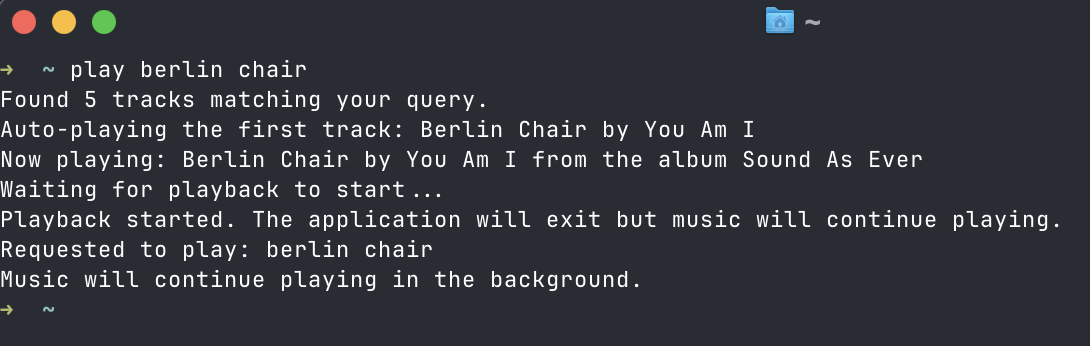 ~
➜  ~ play berlin chair
Found 5 tracks matching your query.
Auto-playing the first track: Berlin Chair by You Am I
Now playing: Berlin Chair by You Am I from the album Sound As Ever
Waiting for playback to start...
Playback started. The application will exit but music will continue playing.
Requested to play: berlin chair
Music will continue playing in the background.
➜  ~